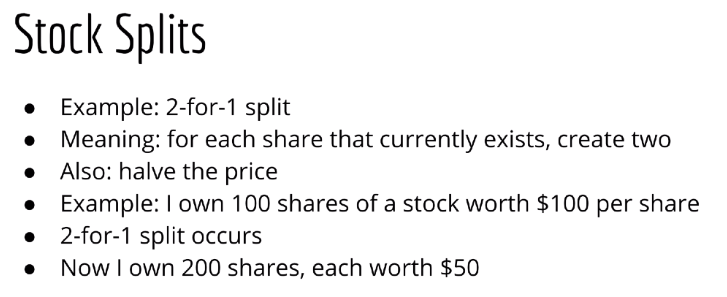 Stock Splits
● Example: 2-for-1 split
● Meaning: for each share that currently exists, create two
● Also: halve the price
● Example: I own 100 shares of a stock worth $100 per share
● 2-for-1 split occurs
● Now I own 200 shares, each worth $50